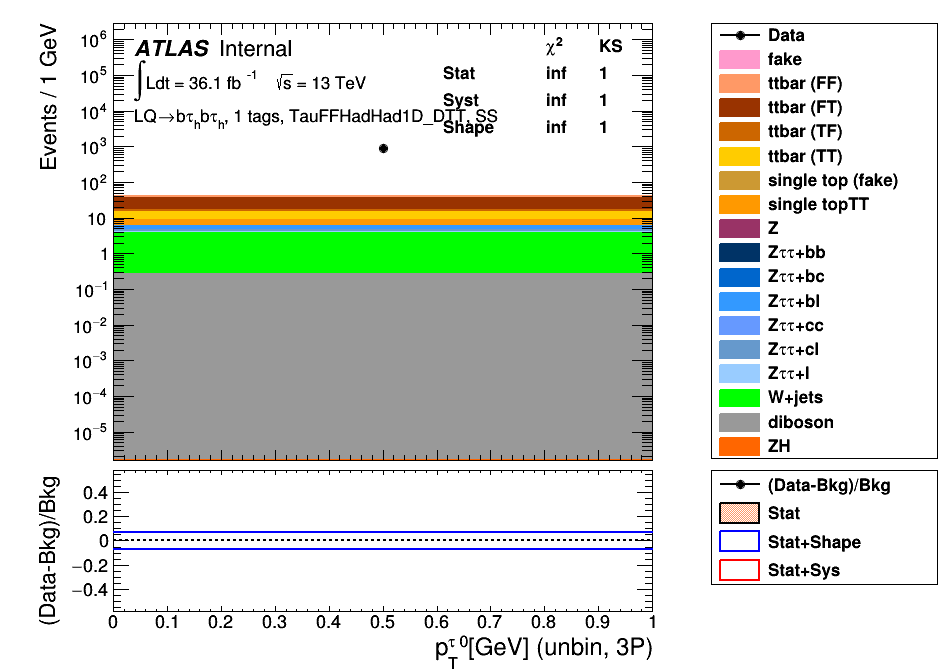 Events / 1 GeV
10⁶
10⁵
10⁴
10³
10²
10
1
10⁻¹
10⁻²
10⁻³
10⁻⁴
10⁻⁵
ATLAS Internal
∫Ldt = 36.1 fb⁻¹ √s = 13 TeV
LQ→bτₕbτₕ, 1 tags, TauFFHadHad1D_DTT, SS
χ² KS
Stat inf 1
Syst inf 1
Shape inf 1
Data
fake
ttbar (FF)
ttbar (FT)
ttbar (TF)
ttbar (TT)
single top (fake)
single topTT
Z
Zττ+bb
Zττ+bc
Zττ+bl
Zττ+cc
Zττ+cl
Zττ+l
W+jets
diboson
ZH
(Data-Bkg)/Bkg
0.4
0.2
0
−0.2
−0.4
0 0.1 0.2 0.3 0.4 0.5 0.6 0.7 0.8 0.9 1
p_T^τ 0[GeV] (unbin, 3P)
(Data-Bkg)/Bkg
Stat
Stat+Shape
Stat+Sys